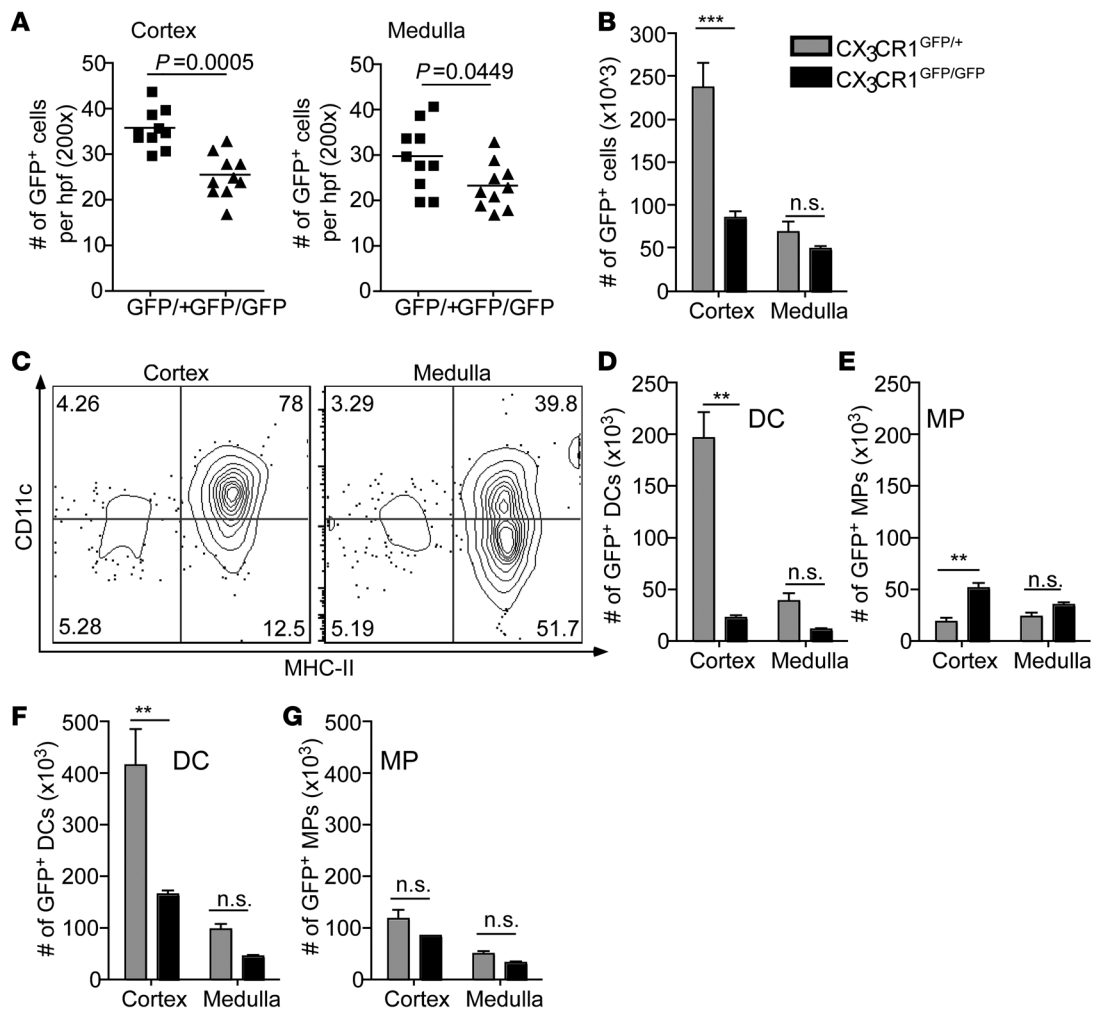 A
Cortex
P=0.0005
# of GFP+ cells
per hpf (200x)
50
40
30
20
10
0
GFP/+GFP/GFP
Medulla
P=0.0449
# of GFP+ cells
per hpf (200x)
50
40
30
20
10
0
GFP/+GFP/GFP
B
***
n.s.
# of GFP+ cells (x10^3)
300
250
200
150
100
50
0
Cortex Medulla
CX3CR1GFP/+
CX3CR1GFP/GFP
C
Cortex
4.26 78
5.28 12.5
Medulla
3.29 39.8
5.19 51.7
CD11c
MHC-II
D
DC
**
n.s.
# of GFP+ DCs (x103)
250
200
150
100
50
0
Cortex Medulla
E
MP
**
n.s.
# of GFP+ MPs (x103)
250
200
150
100
50
0
Cortex Medulla
F
DC
**
n.s.
# of GFP+ DCs (x103)
500
400
300
200
100
0
Cortex Medulla
G
MP
n.s.
n.s.
# of GFP+ MPs (x103)
500
400
300
200
100
0
Cortex Medulla